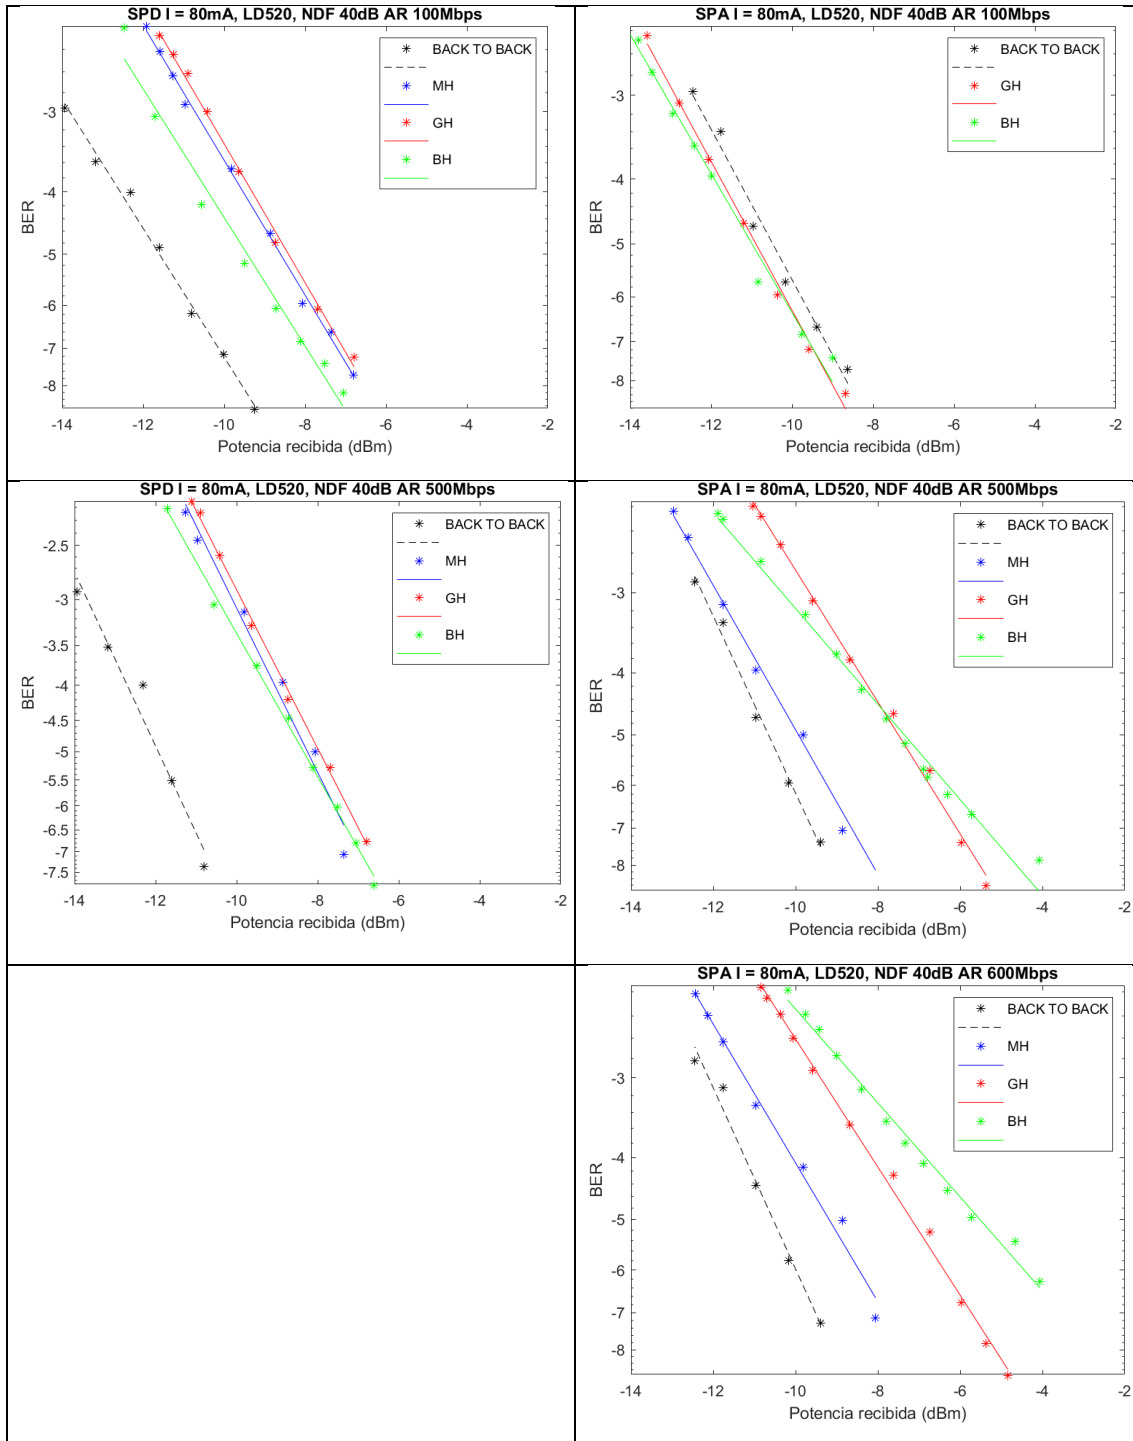 SPD I = 80mA, LD520, NDF 40dB AR 100Mbps
BACK TO BACK
MH
GH
BH
-3
-4
-5
-6
-7
-8
BER
-14 -12 -10 -8 -6 -4 -2
Potencia recibida (dBm)
SPA I = 80mA, LD520, NDF 40dB AR 100Mbps
BACK TO BACK
GH
BH
-3
-4
-5
-6
-7
-8
BER
-14 -12 -10 -8 -6 -4 -2
Potencia recibida (dBm)
SPD I = 80mA, LD520, NDF 40dB AR 500Mbps
BACK TO BACK
MH
GH
BH
-2.5
-3
-3.5
-4
-4.5
-5
-5.5
-6
-6.5
-7
-7.5
BER
-14 -12 -10 -8 -6 -4 -2
Potencia recibida (dBm)
SPA I = 80mA, LD520, NDF 40dB AR 500Mbps
BACK TO BACK
MH
GH
BH
-3
-4
-5
-6
-7
-8
BER
-14 -12 -10 -8 -6 -4 -2
Potencia recibida (dBm)
SPA I = 80mA, LD520, NDF 40dB AR 600Mbps
BACK TO BACK
MH
GH
BH
-3
-4
-5
-6
-7
-8
BER
-14 -12 -10 -8 -6 -4 -2
Potencia recibida (dBm)